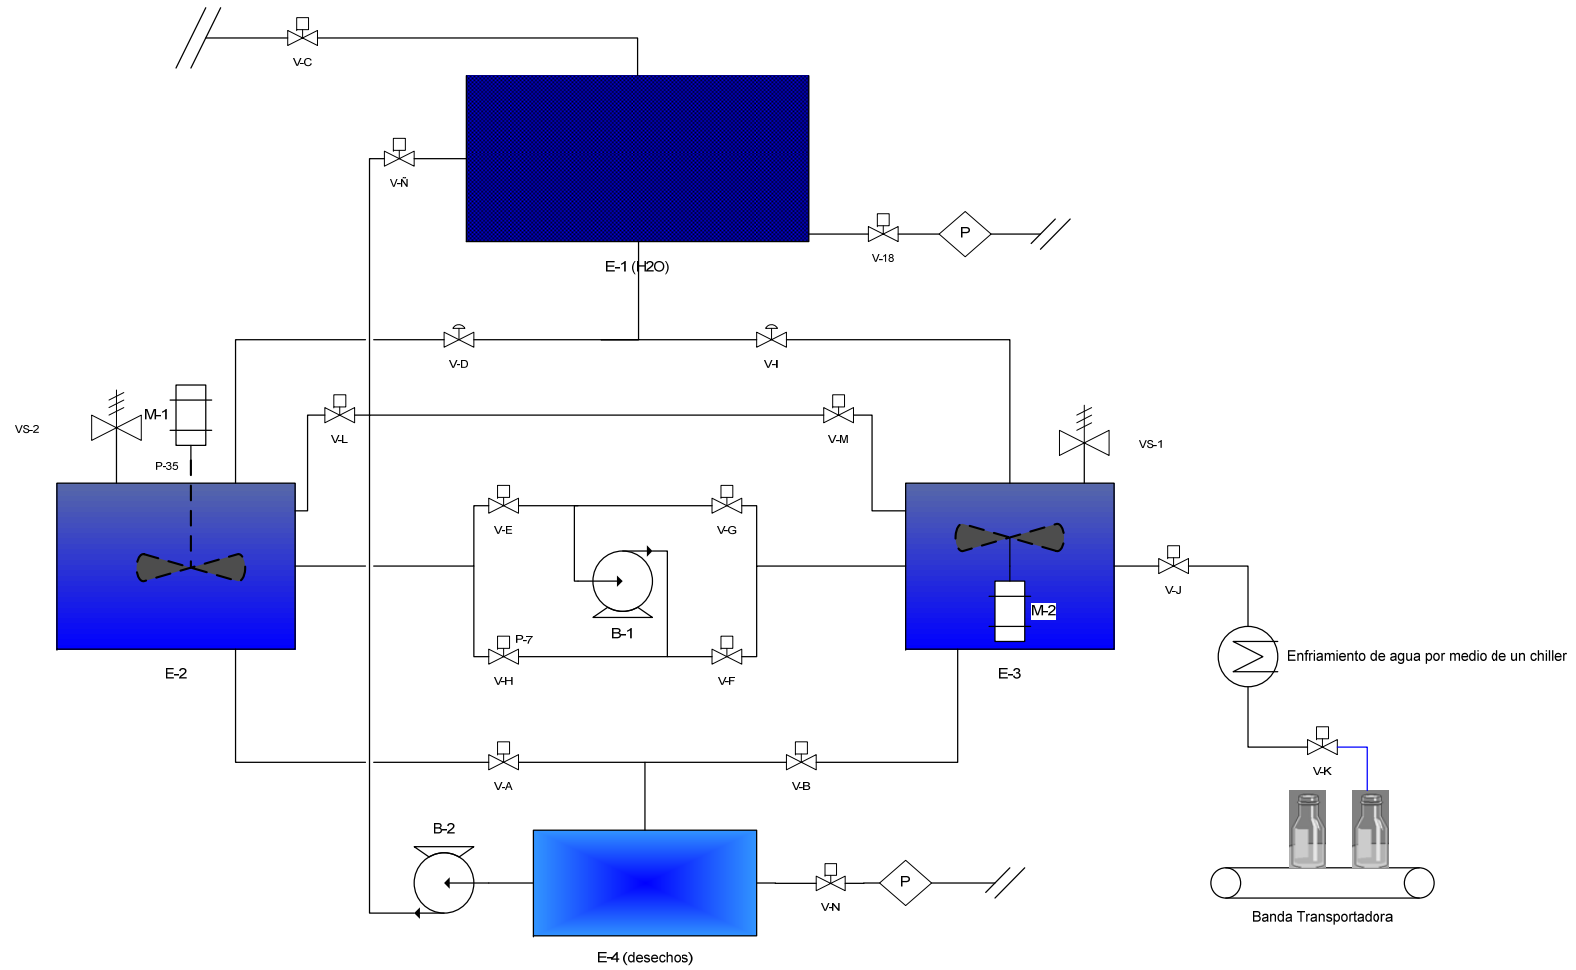 V-C
V-Ñ
P
V-18
E-1 (H2O)
V-D
V-I
M-1
VS-2
V-L
V-M
VS-1
P-35
V-E
V-G
V-J
M-2
B-1
P-7
V-H
V-F
E-2
E-3
Enfriamiento de agua por medio de un chiller
V-K
V-A
V-B
B-2
P
V-N
Banda Transportadora
E-4 (desechos)